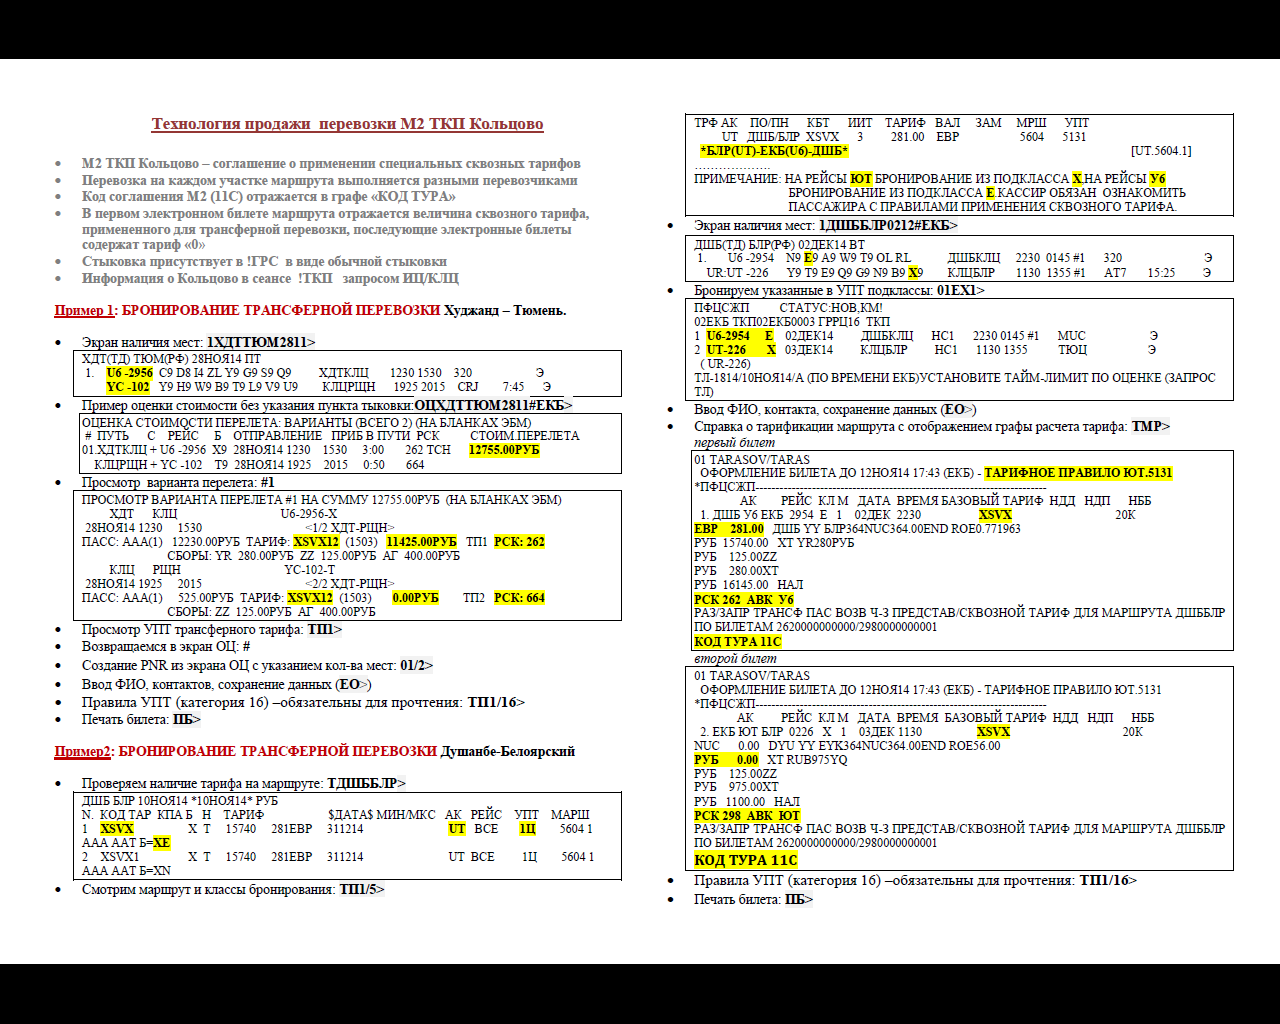 Технология продажи перевозки М2 ТКП Кольцово
• М2 ТКП Кольцово – соглашение о применении специальных сквозных тарифов
• Перевозка на каждом участке маршрута выполняется разными перевозчиками
• Код соглашения М2 (11С) отражается в графе «КОД ТУРА»
• В первом электронном билете маршрута отражается величина сквозного тарифа,
примененного для трансферной перевозки, последующие электронные билеты
содержат тариф «0»
• Стыковка присутствует в !ГРС в виде обычной стыковки
• Информация о Кольцово в сеансе !ТКП запросом ИЦ/КЛЦ
Пример 1: БРОНИРОВАНИЕ ТРАНСФЕРНОЙ ПЕРЕВОЗКИ Худжанд – Тюмень.
• Экран наличия мест: 1ХДТТЮМ2811>
ХДТ(ТД) ТЮМ(РФ) 28НОЯ14 ПТ
1. U6 -2956 C9 D8 I4 ZL Y9 G9 S9 Q9 ХДТКЛЦ 1230 1530 320 Э
YC -102 Y9 H9 W9 B9 T9 L9 V9 U9 КЛЦРЩН 1925 2015 CRJ 7:45 Э
• Пример оценки стоимости без указания пункта тыковки:ОЦХДТТЮМ2811#ЕКБ>
ОЦЕНКА СТОИМОСТИ ПЕРЕЛЕТА: ВАРИАНТЫ (ВСЕГО 2) (НА БЛАНКАХ ЭБМ)
# ПУТЬ С РЕЙС Б ОТПРАВЛЕНИЕ ПРИБ В ПУТИ РСК СТОИМ.ПЕРЕЛЕТА
01.ХДТКЛЦ + U6 -2956 X9 28НОЯ14 1230 1530 3:00 262 ТСН 12755.00РУБ
КЛЦРЩН + YC -102 T9 28НОЯ14 1925 2015 0:50 664
• Просмотр варианта перелета: #1
ПРОСМОТР ВАРИАНТА ПЕРЕЛЕТА #1 НА СУММУ 12755.00РУБ (НА БЛАНКАХ ЭБМ)
ХДТ КЛЦ U6-2956-X
28НОЯ14 1230 1530 <1/2 ХДТ-РЩН>
ПАСС: ААА(1) 12230.00РУБ ТАРИФ: XSVX12 (1503) 11425.00РУБ ТП1 РСК: 262
СБОРЫ: YR 280.00РУБ ZZ 125.00РУБ АГ 400.00РУБ
КЛЦ РЩН YC-102-T
28НОЯ14 1925 2015 <2/2 ХДТ-РЩН>
ПАСС: ААА(1) 525.00РУБ ТАРИФ: XSVX12 (1503) 0.00РУБ ТП2 РСК: 664
СБОРЫ: ZZ 125.00РУБ АГ 400.00РУБ
• Просмотр УПТ трансферного тарифа: ТП1>
• Возвращаемся в экран ОЦ: #
• Создание PNR из экрана ОЦ с указанием кол-ва мест: 01/2>
• Ввод ФИО, контактов, сохранение данных (ЕО>)
• Правила УПТ (категория 16) –обязательны для прочтения: ТП1/16>
• Печать билета: ПБ>
Пример2: БРОНИРОВАНИЕ ТРАНСФЕРНОЙ ПЕРЕВОЗКИ Душанбе-Белоярский
• Проверяем наличие тарифа на маршруте: ТДШББЛР>
ДШБ БЛР 10НОЯ14 *10НОЯ14* РУБ
N. КОД ТАР КПА Б Н ТАРИФ $ДАТА$ МИН/МКС АК РЕЙС УПТ МАРШ
1 XSVX Х Т 15740 281ЕВР 311214 UT ВСЕ 1Ц 5604 1
ААА ААТ Б=XE
2 XSVX1 Х Т 15740 281ЕВР 311214 UT ВСЕ 1Ц 5604 1
ААА ААТ Б=XN
• Смотрим маршрут и классы бронирования: ТП1/5>
ТРФ АК ПО/ПН КБТ ИИТ ТАРИФ ВАЛ ЗАМ МРШ УПТ
UT ДШБ/БЛР XSVX 3 281.00 ЕВР 5604 5131
*БЛР(UT)-ЕКБ(U6)-ДШБ* [UT.5604.1]
...................
ПРИМЕЧАНИЕ: НА РЕЙСЫ ЮТ БРОНИРОВАНИЕ ИЗ ПОДКЛАССА Х,НА РЕЙСЫ У6
БРОНИРОВАНИЕ ИЗ ПОДКЛАССА Е КАССИР ОБЯЗАН ОЗНАКОМИТЬ
ПАССАЖИРА С ПРАВИЛАМИ ПРИМЕНЕНИЯ СКВОЗНОГО ТАРИФА.
• Экран наличия мест: 1ДШББЛР0212#ЕКБ>
ДШБ(ТД) БЛР(РФ) 02ДЕК14 ВТ
1. U6 -2954 N9 E9 A9 W9 T9 OL RL ДШБКЛЦ 2230 0145 #1 320 Э
UR:UT -226 Y9 T9 E9 Q9 G9 N9 B9 X9 КЛЦБЛР 1130 1355 #1 АТ7 15:25 Э
• Бронируем указанные в УПТ подклассы: 01EX1>
ПФЦСЖП СТАТУС:НОВ,КМ!
02ЕКБ ТКП02ЕКБ0003 ГРРЦ16 ТКП
1 U6-2954 E 02ДЕК14 ДШБКЛЦ НС1 2230 0145 #1 MUC Э
2 UT-226 X 03ДЕК14 КЛЦБЛР НС1 1130 1355 ТЮЦ Э
( UR-226)
ТЛ-1814/10НОЯ14/А (ПО ВРЕМЕНИ ЕКБ)УСТАНОВИТЕ ТАЙМ-ЛИМИТ ПО ОЦЕНКЕ (ЗАПРОС
ТЛ)
• Ввод ФИО, контакта, сохранение данных (ЕО>)
• Справка о тарификации маршрута с отображением графы расчета тарифа: ТМР>
первый билет
01 TARASOV/TARAS
ОФОРМЛЕНИЕ БИЛЕТА ДО 12НОЯ14 17:43 (ЕКБ) - ТАРИФНОЕ ПРАВИЛО ЮТ.5131
*ПФЦСЖП------------------------------------------------------------------------
АК РЕЙС КЛ М ДАТА ВРЕМЯ БАЗОВЫЙ ТАРИФ НДД НДП НББ
1. ДШБ У6 ЕКБ 2954 Е 1 02ДЕК 2230 XSVX 20К
ЕВР 281.00 ДШБ YY БЛР364NUC364.00END ROE0.771963
РУБ 15740.00 XT YR280РУБ
РУБ 125.00ZZ
РУБ 280.00XT
РУБ 16145.00 НАЛ
РСК 262 АВК У6
РАЗ/ЗАПР ТРАНСФ ПАС ВОЗВ Ч-З ПРЕДСТАВ/СКВОЗНОЙ ТАРИФ ДЛЯ МАРШРУТА ДШББЛР
ПО БИЛЕТАМ 2620000000000/2980000000001
КОД ТУРА 11С
второй билет
01 TARASOV/TARAS
ОФОРМЛЕНИЕ БИЛЕТА ДО 12НОЯ14 17:43 (ЕКБ) - ТАРИФНОЕ ПРАВИЛО ЮТ.5131
*ПФЦСЖП------------------------------------------------------------------------
АК РЕЙС КЛ М ДАТА ВРЕМЯ БАЗОВЫЙ ТАРИФ НДД НДП НББ
2. ЕКБ ЮТ БЛР 0226 Х 1 03ДЕК 1130 XSVX 20К
NUC 0.00 DYU YY EYK364NUC364.00END ROE56.00
РУБ 0.00 XT RUB975YQ
РУБ 125.00ZZ
РУБ 975.00XT
РУБ 1100.00 НАЛ
РСК 298 АВК ЮТ
РАЗ/ЗАПР ТРАНСФ ПАС ВОЗВ Ч-З ПРЕДСТАВ/СКВОЗНОЙ ТАРИФ ДЛЯ МАРШРУТА ДШББЛР
ПО БИЛЕТАМ 2620000000000/2980000000001
КОД ТУРА 11С
• Правила УПТ (категория 16) –обязательны для прочтения: ТП1/16>
• Печать билета: ПБ>